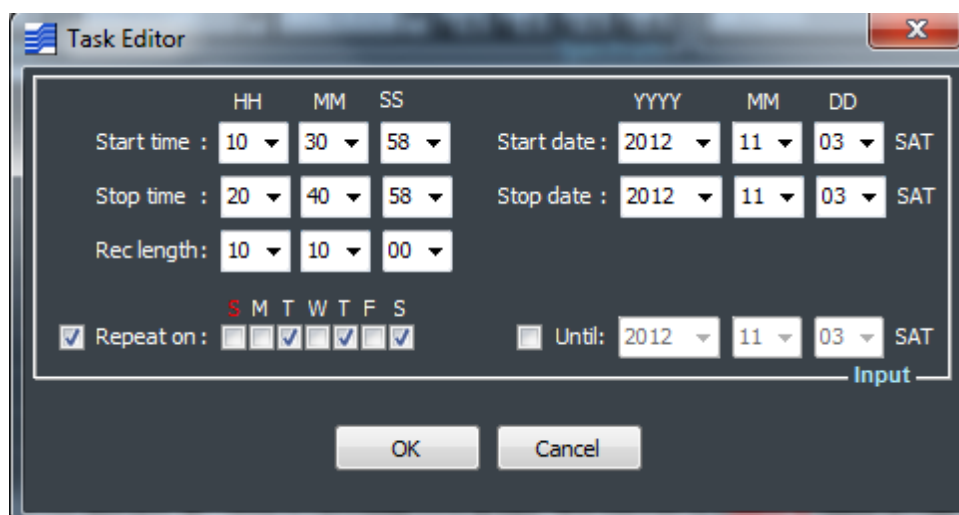 Task Editor
HH MM SS YYYY MM DD
Start time : 10 30 58 Start date : 2012 11 03 SAT
Stop time : 20 40 58 Stop date : 2012 11 03 SAT
Rec length : 10 10 00
S M T W T F S
Repeat on : Until: 2012 11 03 SAT
Input
OK Cancel